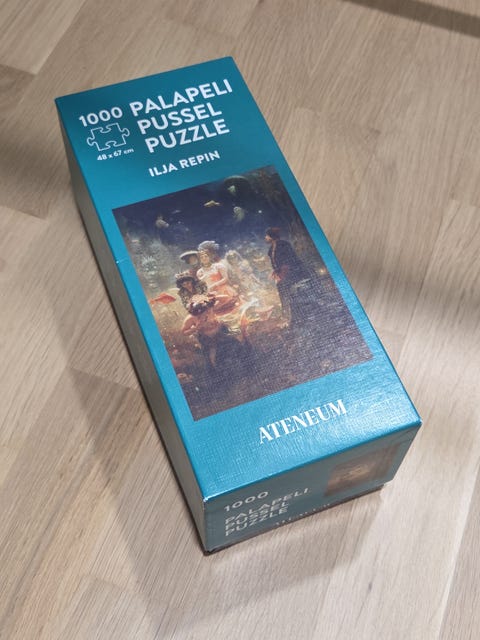 1000 PALAPELI
PUSSEL
PUZZLE
48 x 67 cm
ILJA REPIN
ATENEUM
1000
PALAPELI
PUSSEL
PUZZLE